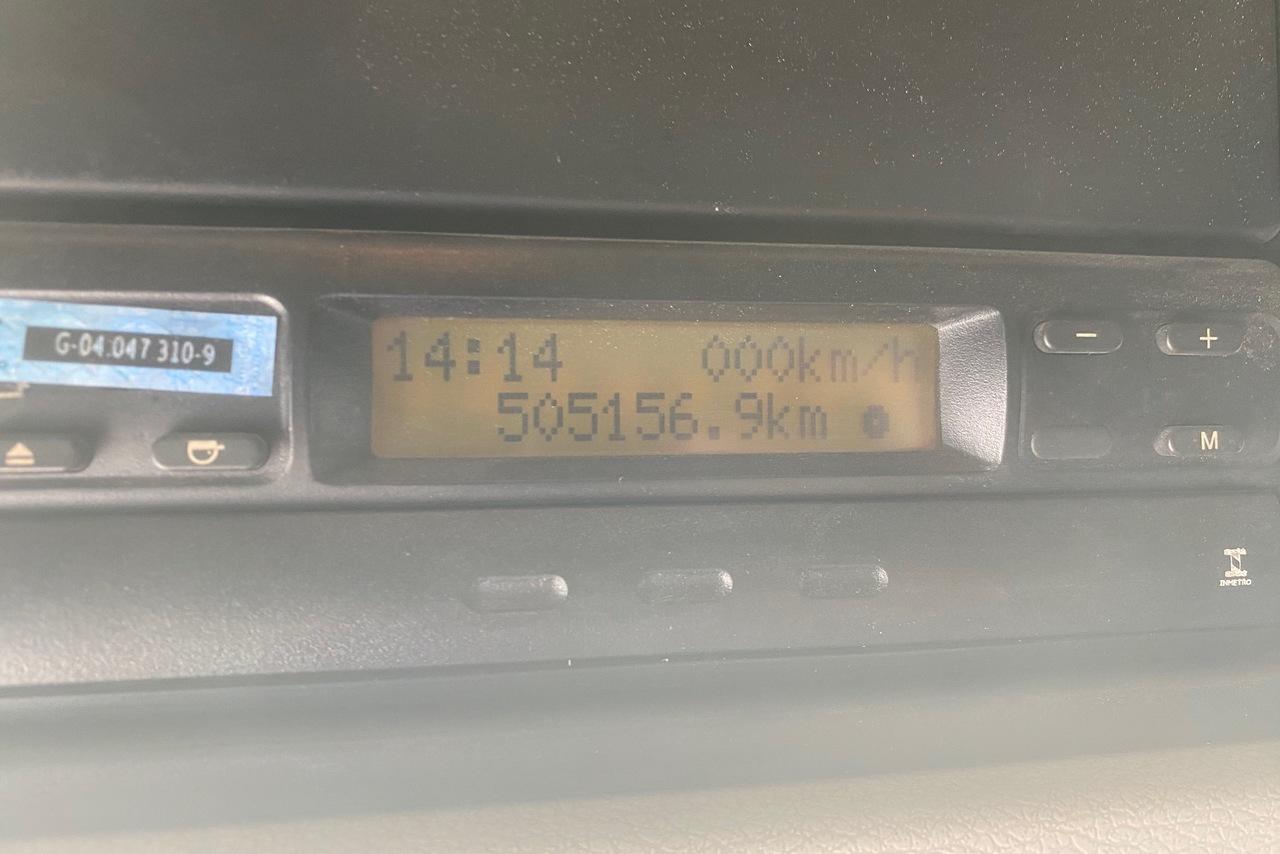 G-04.047 310-9
14:14 000km/h
505156.9km
−
+
M
INMETRO